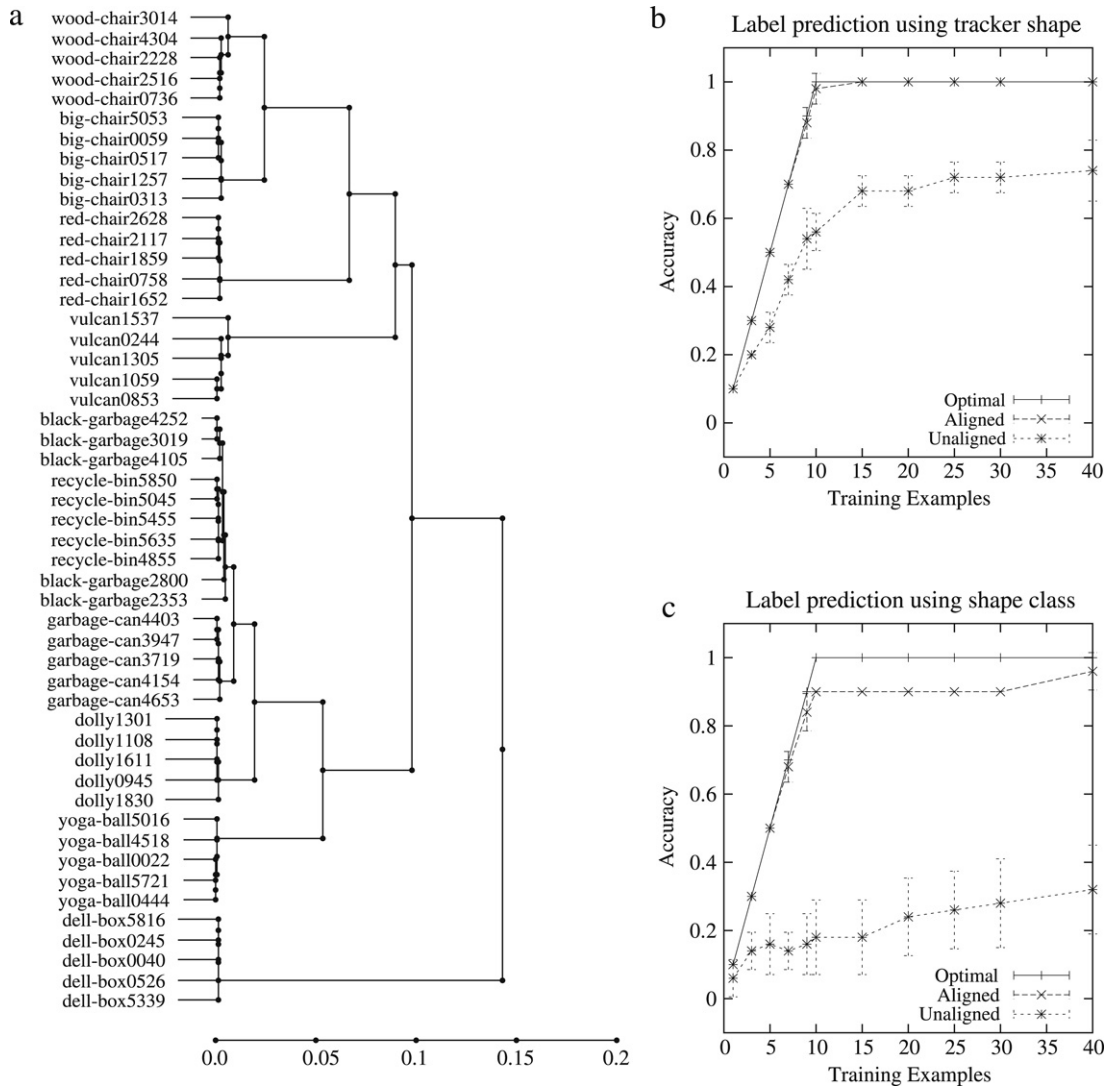 a
wood-chair3014
wood-chair4304
wood-chair2228
wood-chair2516
wood-chair0736
big-chair5053
big-chair0059
big-chair0517
big-chair1257
big-chair0313
red-chair2628
red-chair2117
red-chair1859
red-chair0758
red-chair1652
vulcan1537
vulcan0244
vulcan1305
vulcan1059
vulcan0853
black-garbage4252
black-garbage3019
black-garbage4105
recycle-bin5850
recycle-bin5045
recycle-bin5455
recycle-bin5635
recycle-bin4855
black-garbage2800
black-garbage2353
garbage-can4403
garbage-can3947
garbage-can3719
garbage-can4154
garbage-can4653
dolly1301
dolly1108
dolly1611
dolly0945
dolly1830
yoga-ball5016
yoga-ball4518
yoga-ball0022
yoga-ball5721
yoga-ball0444
dell-box5816
dell-box0245
dell-box0040
dell-box0526
dell-box5339
0.0 0.05 0.1 0.15 0.2
b
Label prediction using tracker shape
1
0.8
0.6
0.4
0.2
0
Accuracy
Optimal
Aligned
Unaligned
0 5 10 15 20 25 30 35 40
Training Examples
c
Label prediction using shape class
1
0.8
0.6
0.4
0.2
0
Accuracy
Optimal
Aligned
Unaligned
0 5 10 15 20 25 30 35 40
Training Examples